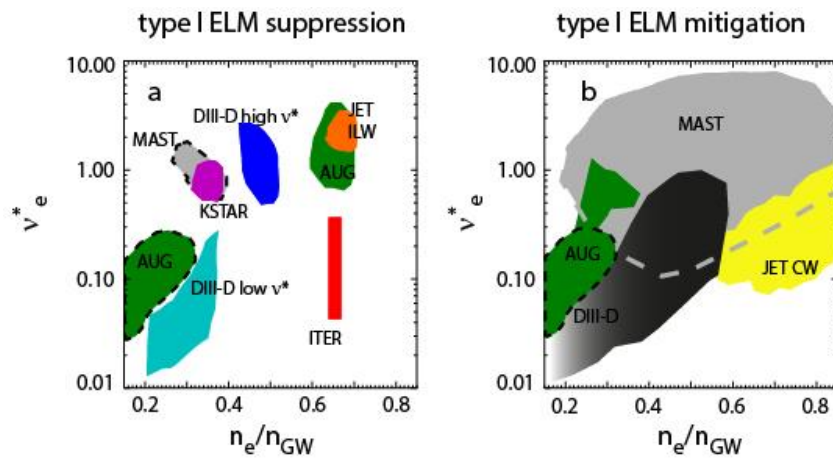 type I ELM suppression
type I ELM mitigation
10.00
1.00
0.10
0.01
ν*e
a
MAST
DIII-D high ν*
JET
ILW
AUG
KSTAR
AUG
DIII-D low ν*
ITER
0.2 0.4 0.6 0.8
ne/nGW
10.00
1.00
0.10
0.01
ν*e
b
MAST
AUG
DIII-D
JET CW
0.2 0.4 0.6 0.8
ne/nGW